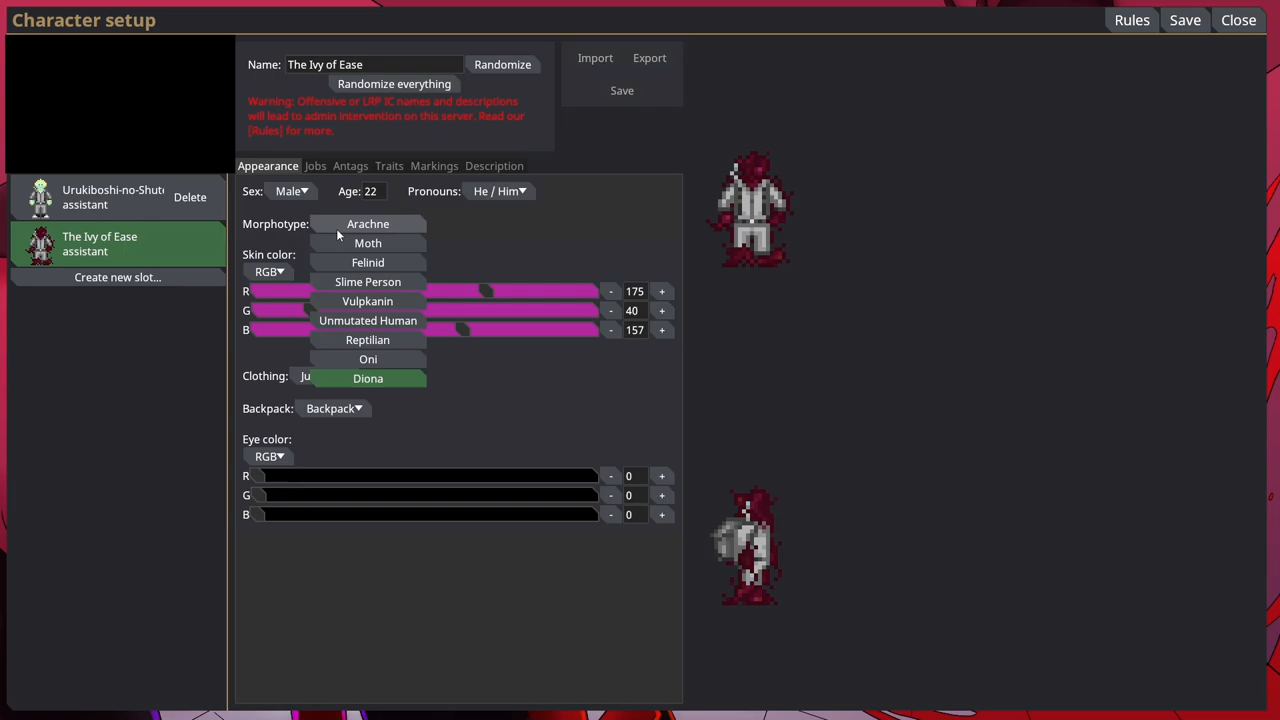 Character setup
Rules Save Close
Name: The Ivy of Ease Randomize
Randomize everything
Warning: Offensive or LRP IC names and descriptions
will lead to admin intervention on this server. Read our
[Rules] for more.
Import Export
Save
Urukiboshi-no-Shut
assistant
Delete
The Ivy of Ease
assistant
Create new slot...
Appearance Jobs Antags Traits Markings Description
Sex: Male▼ Age: 22 Pronouns: He / Him▼
Morphotype:
Arachne
Moth
Felinid
Slime Person
Vulpkanin
Unmutated Human
Reptilian
Oni
Diona
Skin color:
RGB▼
R - 175 +
G - 40 +
B - 157 +
Clothing: Ju
Backpack: Backpack▼
Eye color:
RGB▼
R - 0 +
G - 0 +
B - 0 +